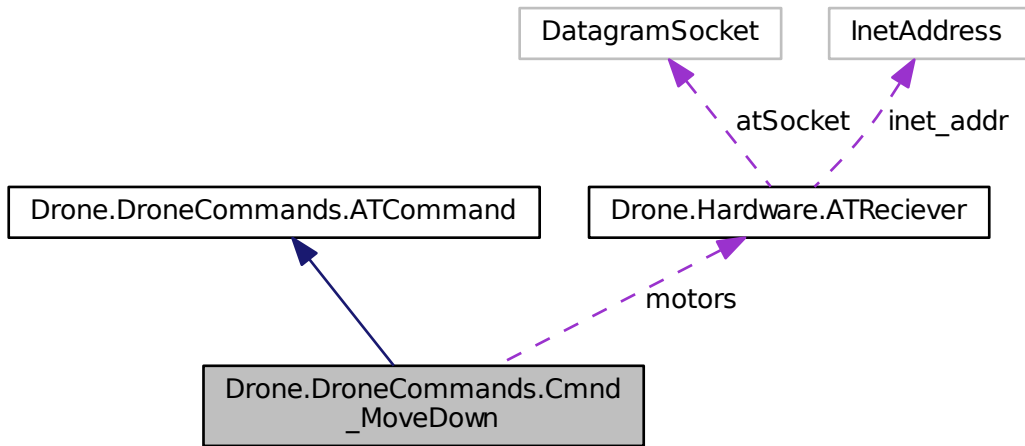 DatagramSocket
InetAddress
atSocket
inet_addr
Drone.DroneCommands.ATCommand
Drone.Hardware.ATReciever
motors
Drone.DroneCommands.Cmnd
_MoveDown